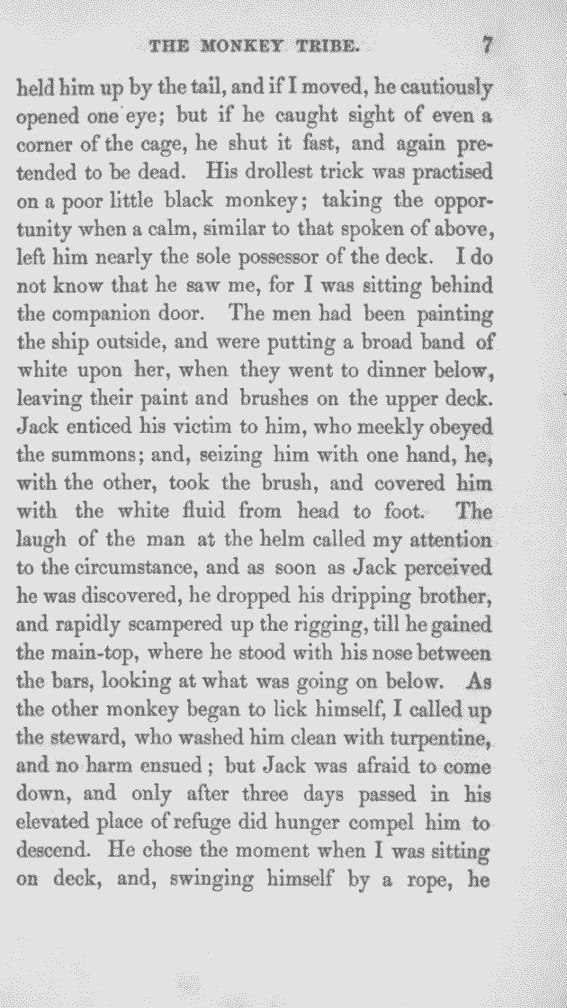 THE MONKEY TRIBE. 7
held him up by the tail, and if I moved, he cautiously
opened one eye; but if he caught sight of even a
corner of the cage, he shut it fast, and again pre-
tended to be dead. His drollest trick was practised
on a poor little black monkey; taking the oppor-
tunity when a calm, similar to that spoken of above,
left him nearly the sole possessor of the deck. I do
not know that he saw me, for I was sitting behind
the companion door. The men had been painting
the ship outside, and were putting a broad band of
white upon her, when they went to dinner below,
leaving their paint and brushes on the upper deck.
Jack enticed his victim to him, who meekly obeyed
the summons; and, seizing him with one hand, he,
with the other, took the brush, and covered him
with the white fluid from head to foot. The
laugh of the man at the helm called my attention
to the circumstance, and as soon as Jack perceived
he was discovered, he dropped his dripping brother,
and rapidly scampered up the rigging, till he gained
the main-top, where he stood with his nose between
the bars, looking at what was going on below. As
the other monkey began to lick himself, I called up
the steward, who washed him clean with turpentine,
and no harm ensued; but Jack was afraid to come
down, and only after three days passed in his
elevated place of refuge did hunger compel him to
descend. He chose the moment when I was sitting
on deck, and, swinging himself by a rope, he